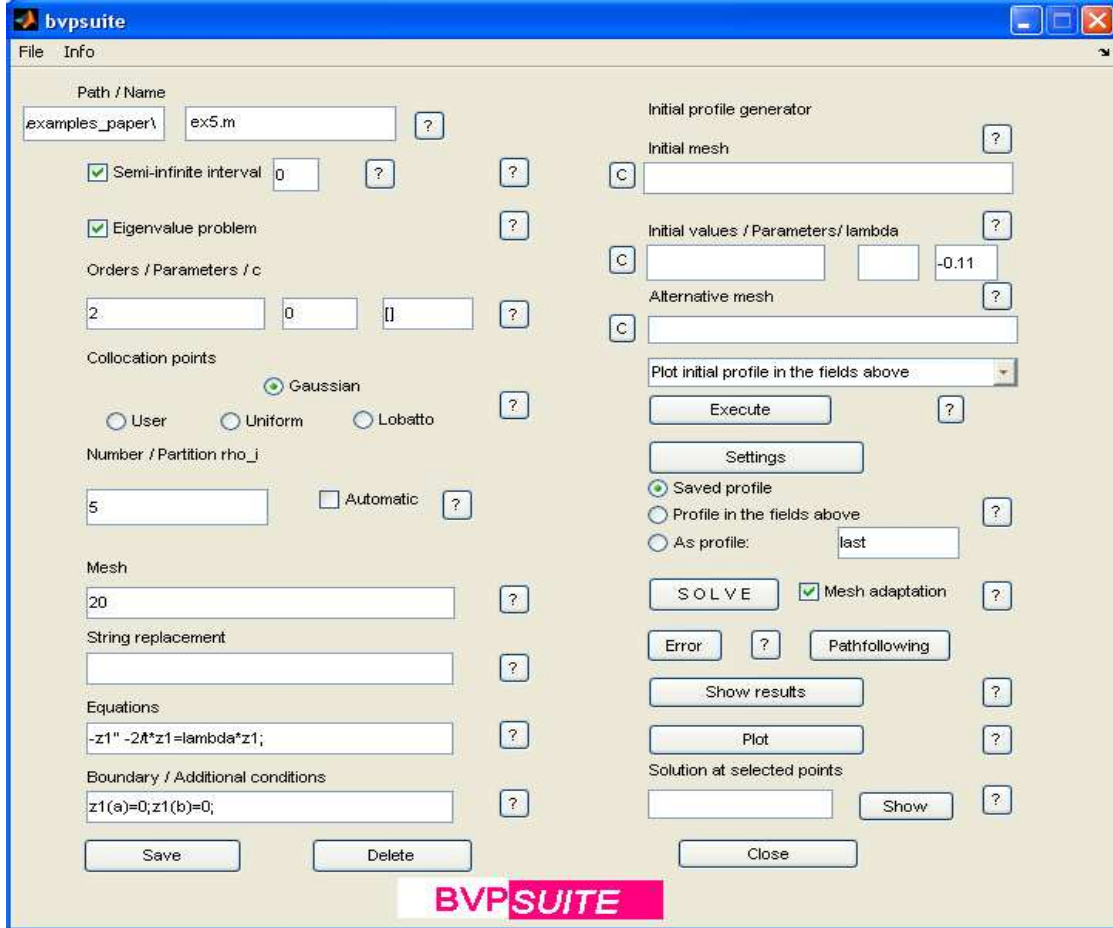 bvpsuite
File Info
Path / Name
examples_paper\ ex5.m ?
Semi-infinite interval 0 ? ?
Eigenvalue problem ?
Orders / Parameters / c
2 0 [] ?
Collocation points
Gaussian
User Uniform Lobatto ?
Number / Partition rho_i
5 Automatic ?
Mesh
20 ?
String replacement
?
Equations
-z1'' -2/t*z1=lambda*z1; ?
Boundary / Additional conditions
z1(a)=0;z1(b)=0; ?
Save Delete
Initial profile generator
?
Initial mesh
C
Initial values / Parameters/ lambda ?
C -0.11
Alternative mesh ?
C
Plot initial profile in the fields above
Execute ?
Settings
Saved profile
Profile in the fields above ?
As profile: last
S O L V E Mesh adaptation ?
Error ? Pathfollowing
Show results ?
Plot ?
Solution at selected points
Show ?
Close
BVPSUITE